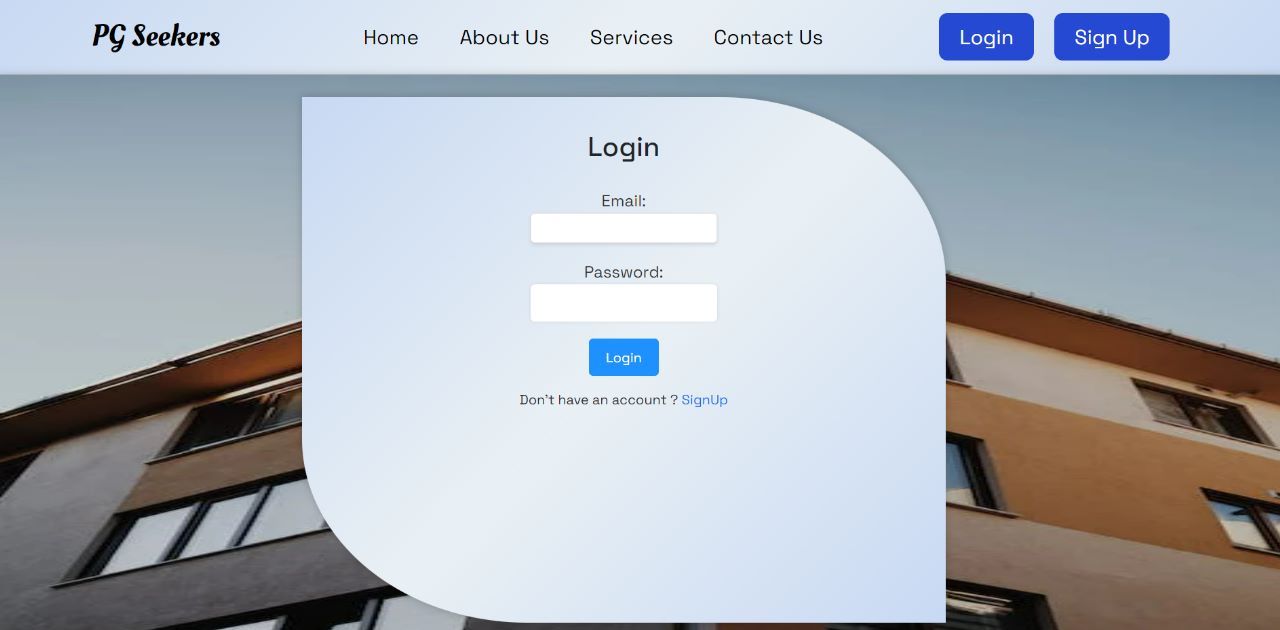 PG Seekers
Home About Us Services Contact Us
Login Sign Up
Login
Email:
Password:
Login
Don't have an account ? SignUp